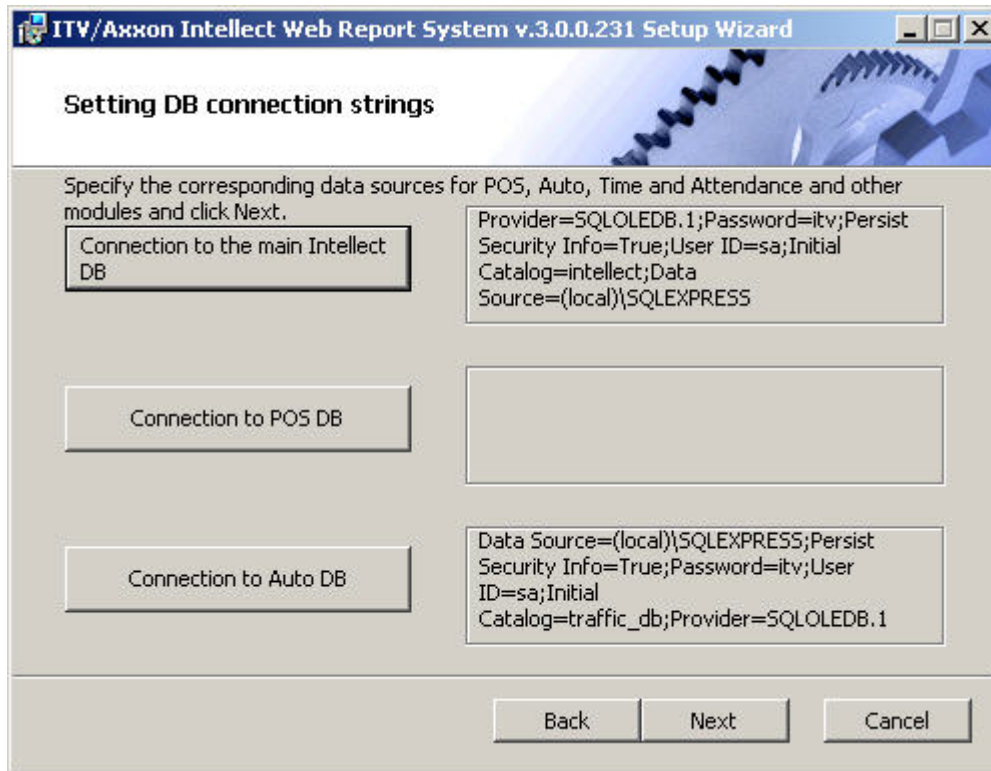 ITV/Axxon Intellect Web Report System v.3.0.0.231 Setup Wizard
Setting DB connection strings
Specify the corresponding data sources for POS, Auto, Time and Attendance and other
modules and click Next.
Connection to the main Intellect
DB
Provider=SQLOLEDB.1;Password=itv;Persist
Security Info=True;User ID=sa;Initial
Catalog=intellect;Data
Source=(local)\SQLEXPRESS
Connection to POS DB
Connection to Auto DB
Data Source=(local)\SQLEXPRESS;Persist
Security Info=True;Password=itv;User
ID=sa;Initial
Catalog=traffic_db;Provider=SQLOLEDB.1
Back
Next
Cancel